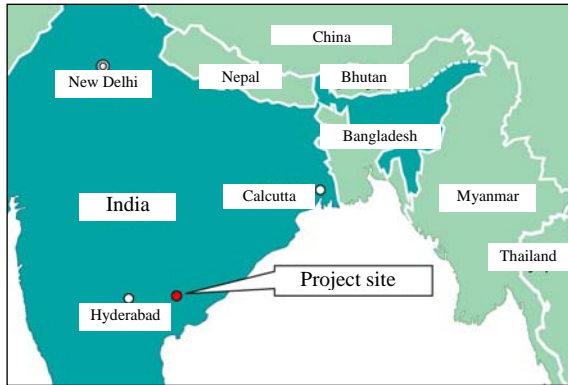 China
New Delhi
Nepal
Bhutan
Bangladesh
Calcutta
India
Myanmar
Thailand
Project site
Hyderabad